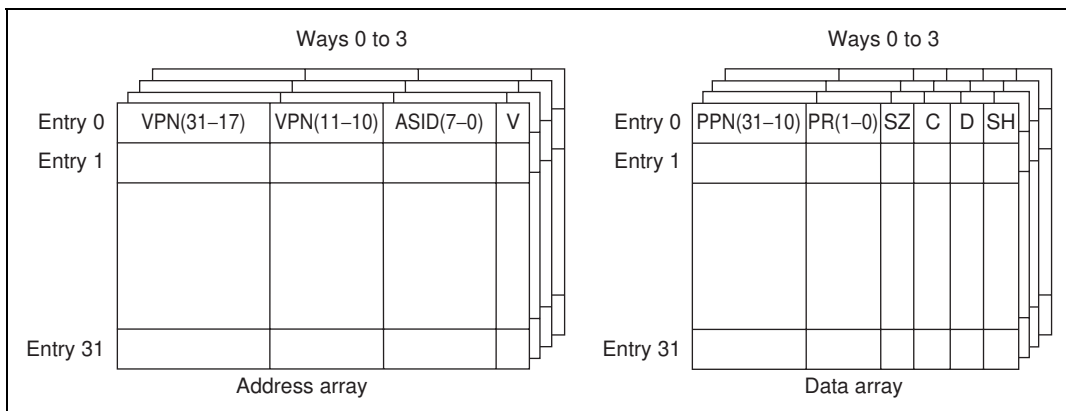 Ways 0 to 3
Entry 0 VPN(31–17) VPN(11–10) ASID(7–0) V
Entry 1
Entry 31
Address array
Ways 0 to 3
Entry 0 PPN(31–10) PR(1–0) SZ C D SH
Entry 1
Entry 31
Data array